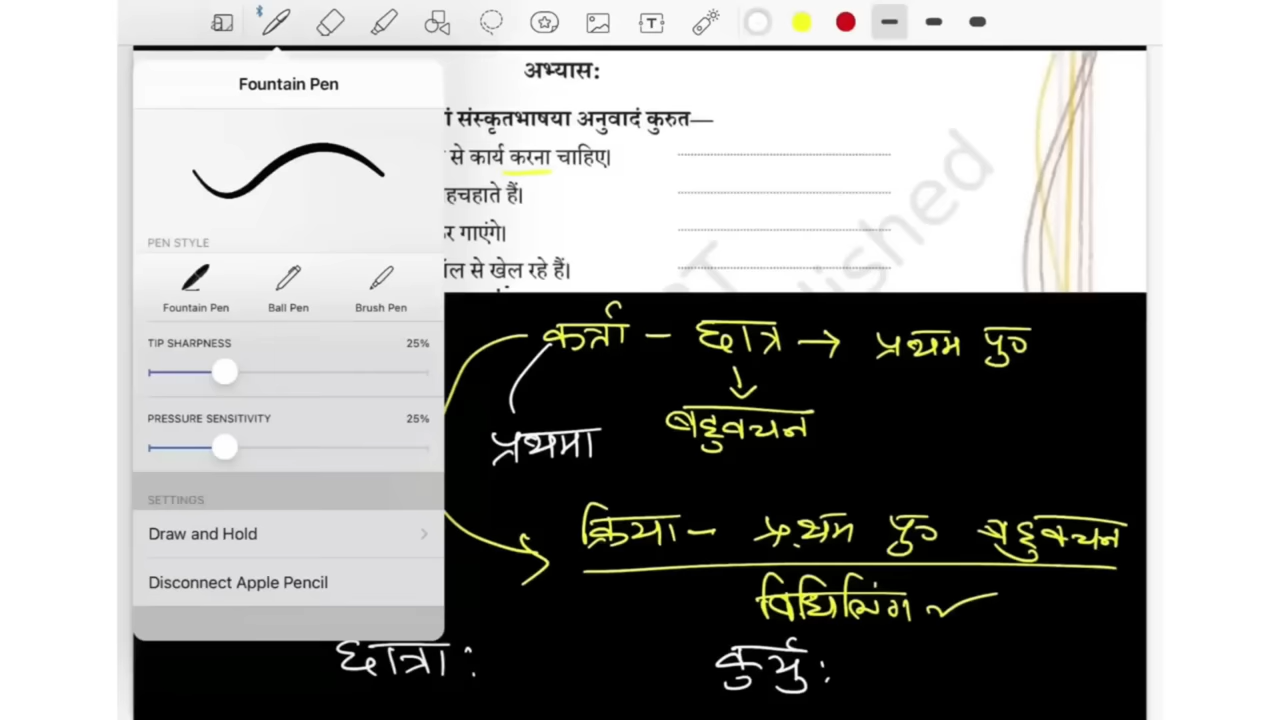 Fountain Pen
PEN STYLE
Fountain Pen Ball Pen Brush Pen
TIP SHARPNESS 25%
PRESSURE SENSITIVITY 25%
SETTINGS
Draw and Hold
Disconnect Apple Pencil
अभ्यासः
संस्कृतभाषया अनुवादं कुरुत—
से कार्य करना चाहिए।
हचहाते हैं।
गाएंगे।
से खेल रहे हैं।
कर्ता – छात्र → प्रथम पु०
बहुवचन
प्रथमा
क्रिया – प्रथम पु० बहुवचन
विधिलिंग
छात्राः कुर्युः